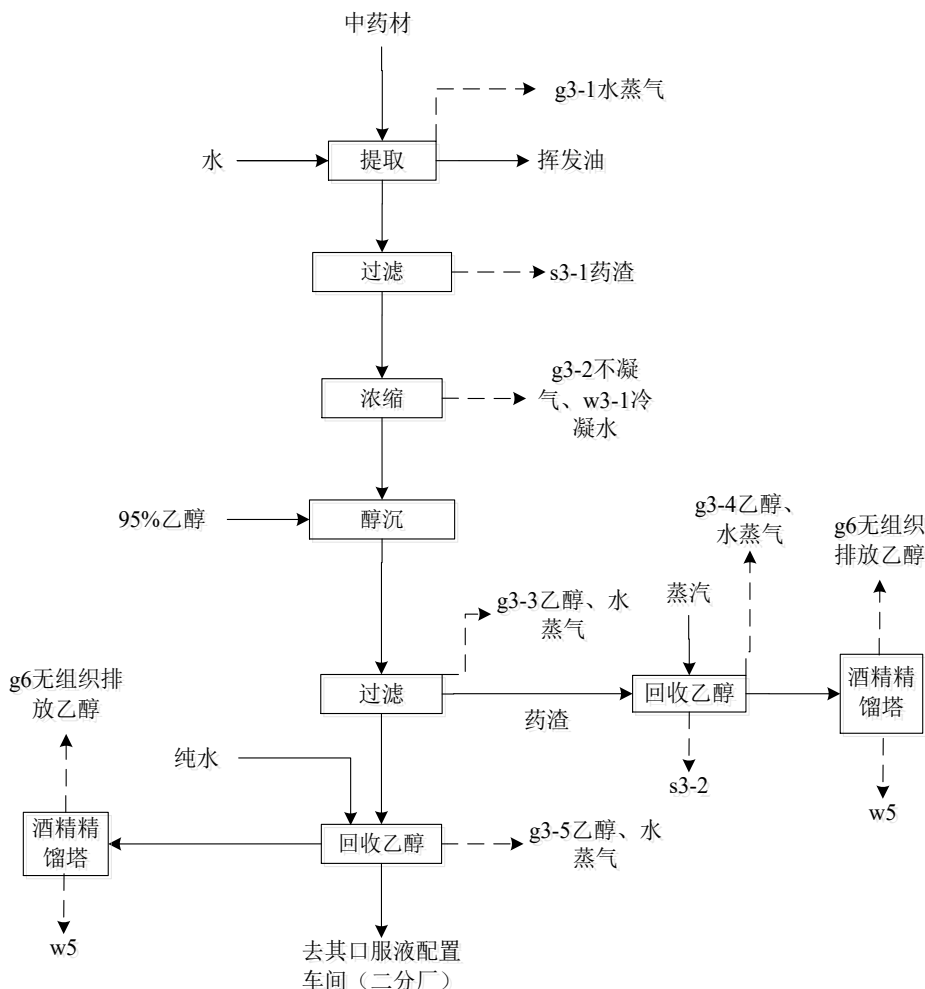 中药材
g3-1水蒸气
水
提取
挥发油
过滤
s3-1药渣
浓缩
g3-2不凝
气、w3-1冷
凝水
95%乙醇
醇沉
g3-4乙醇、
水蒸气
g6无组织
排放乙醇
g3-3乙醇、水
蒸气
蒸汽
g6无组织排
放乙醇
过滤
药渣
回收乙醇
酒精精
馏塔
纯水
s3-2
w5
酒精精
馏塔
回收乙醇
g3-5乙醇、水
蒸气
w5
去其口服液配置
车间（二分厂）